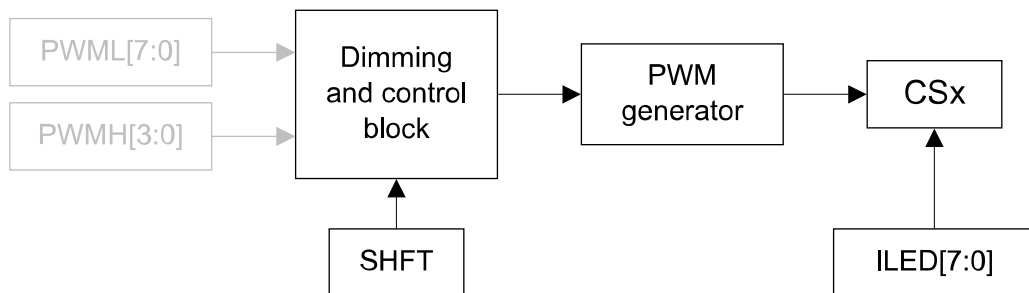 PWML[7:0]
PWMH[3:0]
Dimming
and control
block
PWM
generator
CSx
SHFT
ILED[7:0]